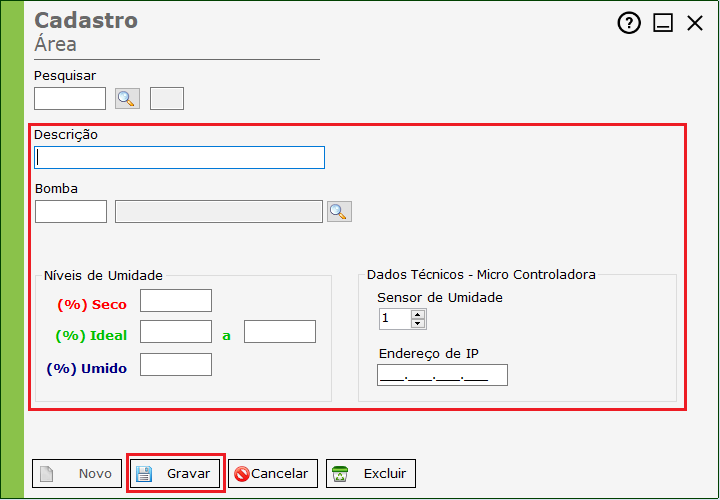 Cadastro
Área
?
Pesquisar
Descrição
Bomba
Níveis de Umidade
(%) Seco
(%) Ideal a
(%) Umido
Dados Técnicos - Micro Controladora
Sensor de Umidade
1
Endereço de IP
___.___.___.___
Novo Gravar Cancelar Excluir